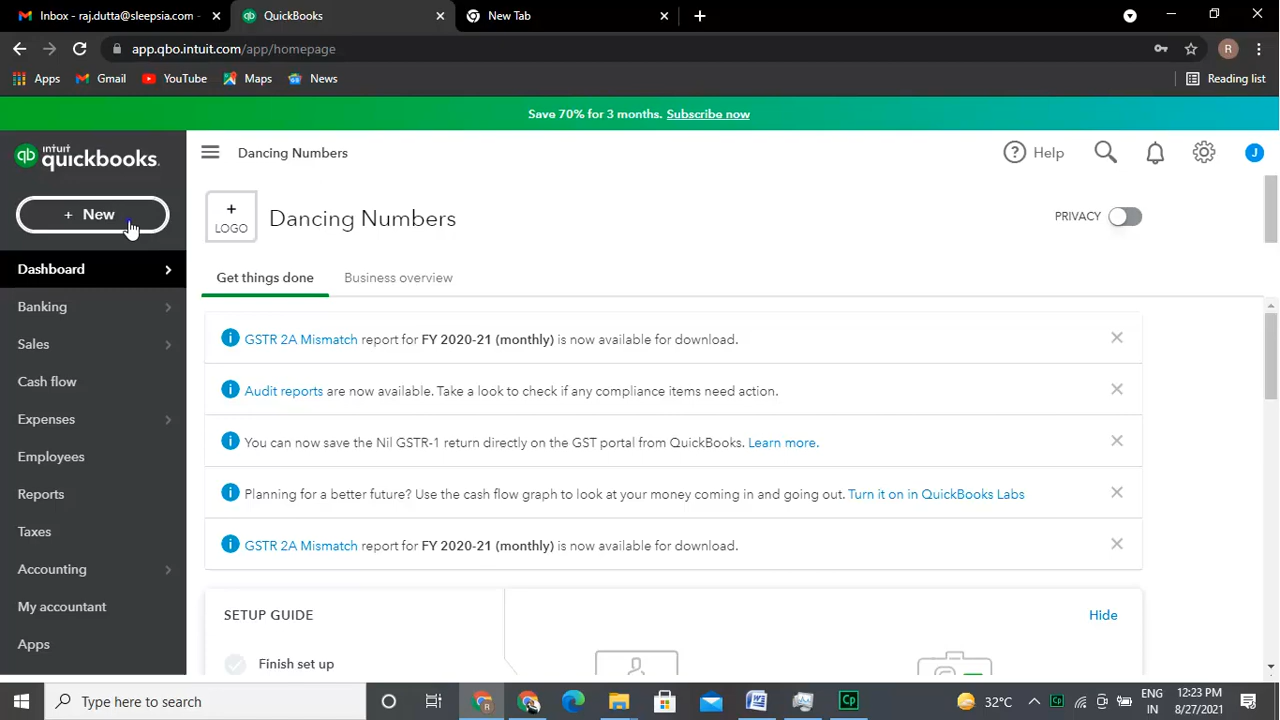 Inbox - raj.dutta@sleepsia.com -
QuickBooks
New Tab
app.qbo.intuit.com/app/homepage
R
Apps
Gmail
YouTube
Maps
News
Reading list
Save 70% for 3 months. Subscribe now
qb intuit quickbooks.
Dancing Numbers
Help
J
+ New
+ LOGO
Dancing Numbers
PRIVACY
Dashboard
Banking
Sales
Cash flow
Expenses
Employees
Reports
Taxes
Accounting
My accountant
Apps
Get things done
Business overview
GSTR 2A Mismatch report for FY 2020-21 (monthly) is now available for download.
Audit reports are now available. Take a look to check if any compliance items need action.
You can now save the Nil GSTR-1 return directly on the GST portal from QuickBooks. Learn more.
Planning for a better future? Use the cash flow graph to look at your money coming in and going out. Turn it on in QuickBooks Labs
GSTR 2A Mismatch report for FY 2020-21 (monthly) is now available for download.
SETUP GUIDE
Hide
Finish set up
Type here to search
R
W
Cp
32°C
Cp
ENG
IN
12:23 PM
8/27/2021